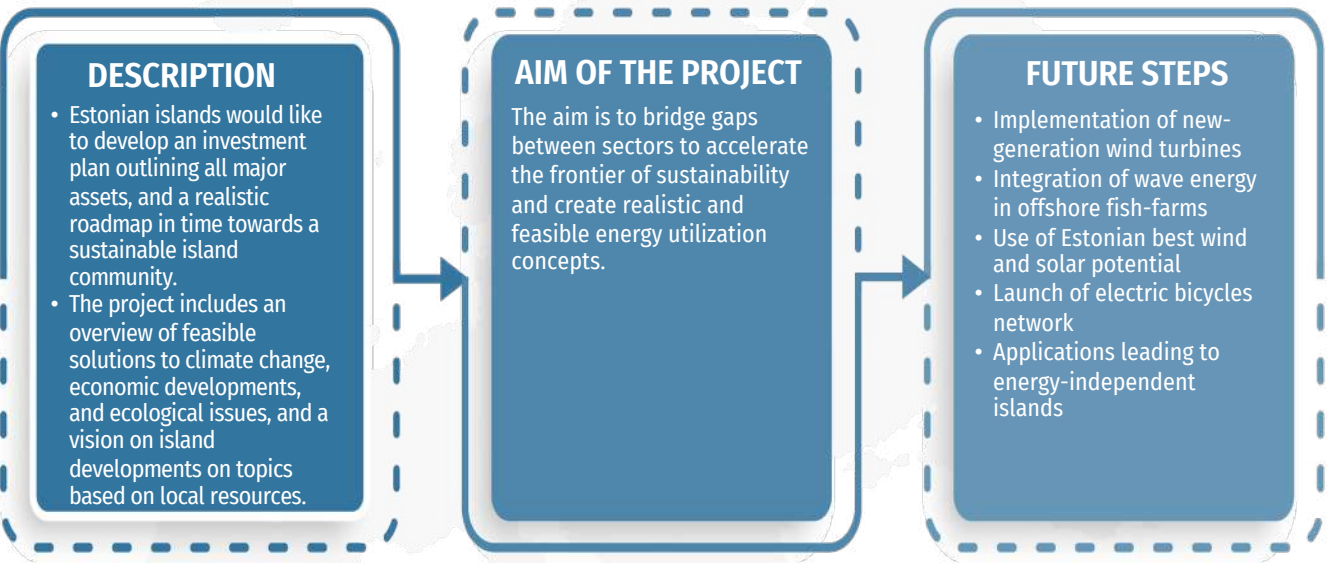 DESCRIPTION
• Estonian islands would like
to develop an investment
plan outlining all major
assets, and a realistic
roadmap in time towards a
sustainable island
community.
• The project includes an
overview of feasible
solutions to climate change,
economic developments,
and ecological issues, and a
vision on island
developments on topics
based on local resources.
AIM OF THE PROJECT
The aim is to bridge gaps
between sectors to accelerate
the frontier of sustainability
and create realistic and
feasible energy utilization
concepts.
FUTURE STEPS
• Implementation of new-
generation wind turbines
• Integration of wave energy
in offshore fish-farms
• Use of Estonian best wind
and solar potential
• Launch of electric bicycles
network
• Applications leading to
energy-independent
islands